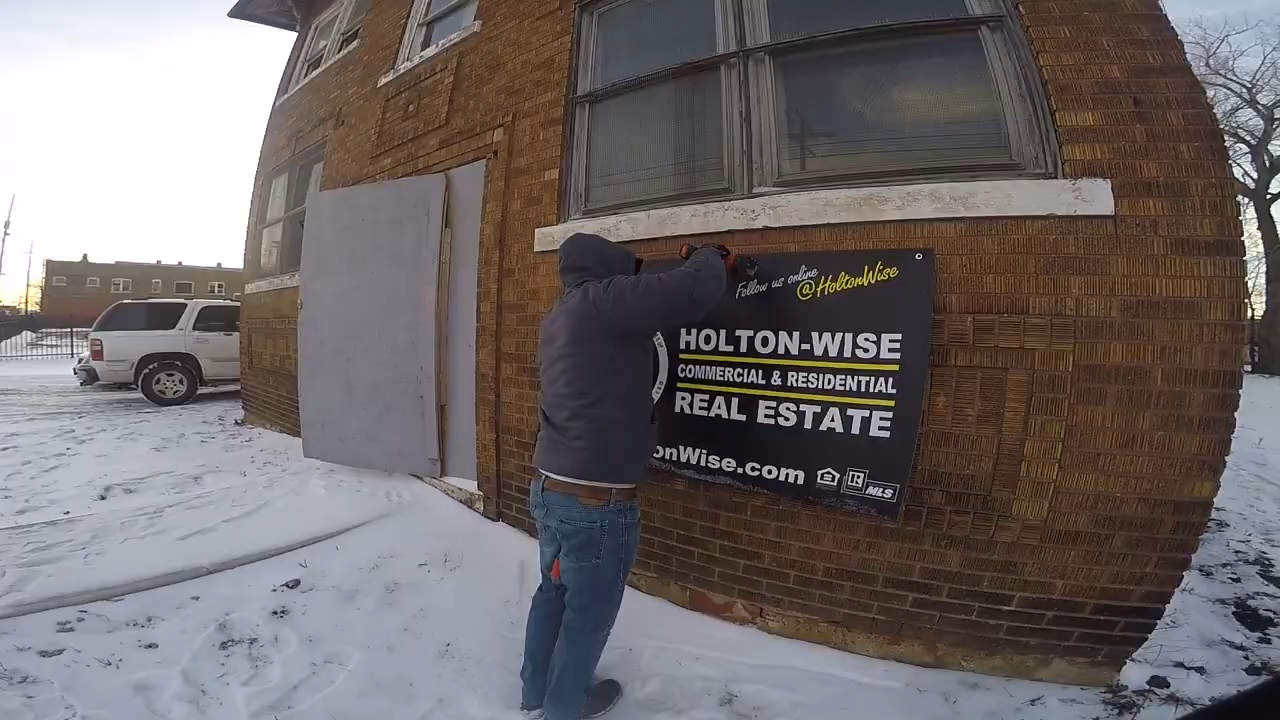 Follow us online
@HoltonWise
HOLTON-WISE
COMMERCIAL & RESIDENTIAL
REAL ESTATE
onWise.com
R
MLS